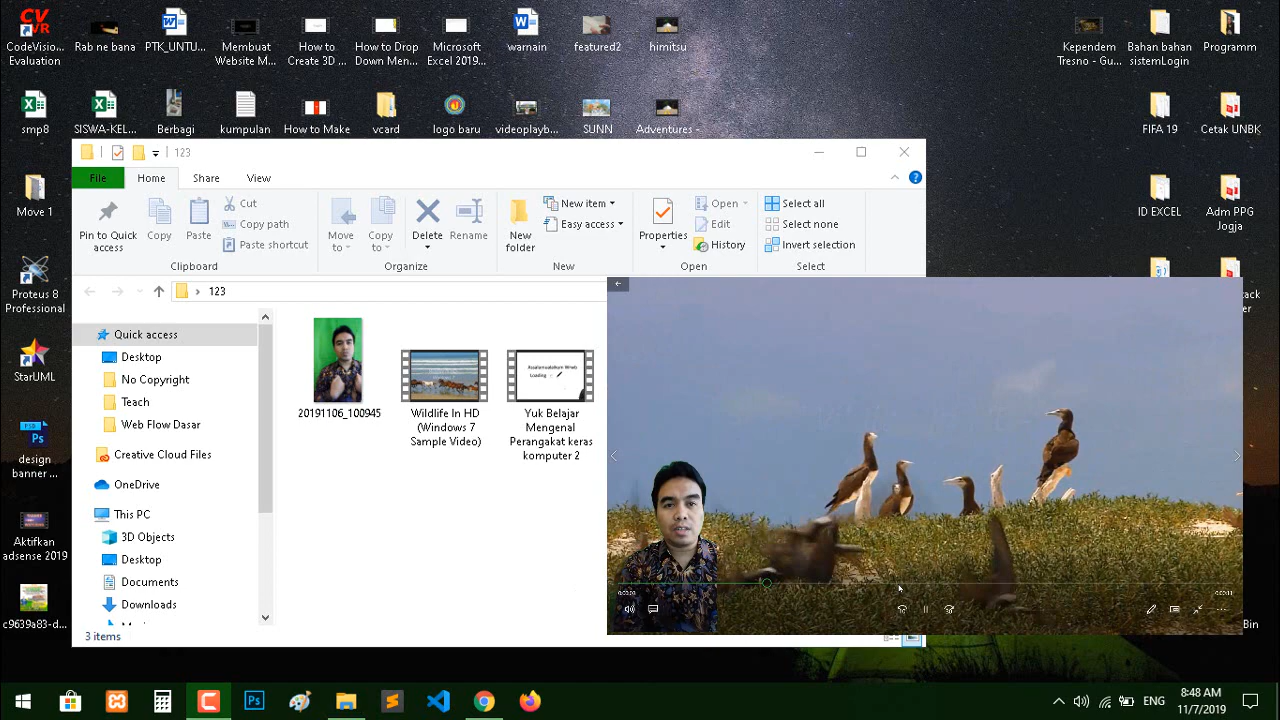 CodeVision...
Evaluation
Rab ne bana
PTK_UNTU...
Membuat
Website M...
How to
Create 3D ...
How to Drop
Down Men...
Microsoft
Excel 2019...
warnain
featured2
himitsu
Kependem
Tresno - Gu...
Bahan bahan
sistemLogin
Programm
smp8
SISWA-KEL...
Berbagi
kumpulan
How to Make
vcard
logo baru
videoplayb...
SUNN
Adventures -
FIFA 19
Cetak UNBK
123
File
Home
Share
View
Pin to Quick
access
Copy
Paste
Cut
Copy path
Paste shortcut
Clipboard
Move
to
Copy
to
Delete
Rename
Organize
New
folder
New item
Easy access
New
Properties
Open
Edit
History
Open
Select all
Select none
Invert selection
Select
123
Move 1
Proteus 8
Professional
StarUML
design
banner ...
Aktifkan
adsense 2019
c9639a83-d...
ID EXCEL
Adm PPG
Jogja
Quick access
Desktop
No Copyright
Teach
Web Flow Dasar
Creative Cloud Files
OneDrive
This PC
3D Objects
Desktop
Documents
Downloads
20191106_100945
Wildlife In HD
(Windows 7
Sample Video)
Assalamualaikum Wrwb
Loading
Yuk Belajar
Mengenal
Perangakat keras
komputer 2
3 items
Bin
ENG
8:48 AM
11/7/2019